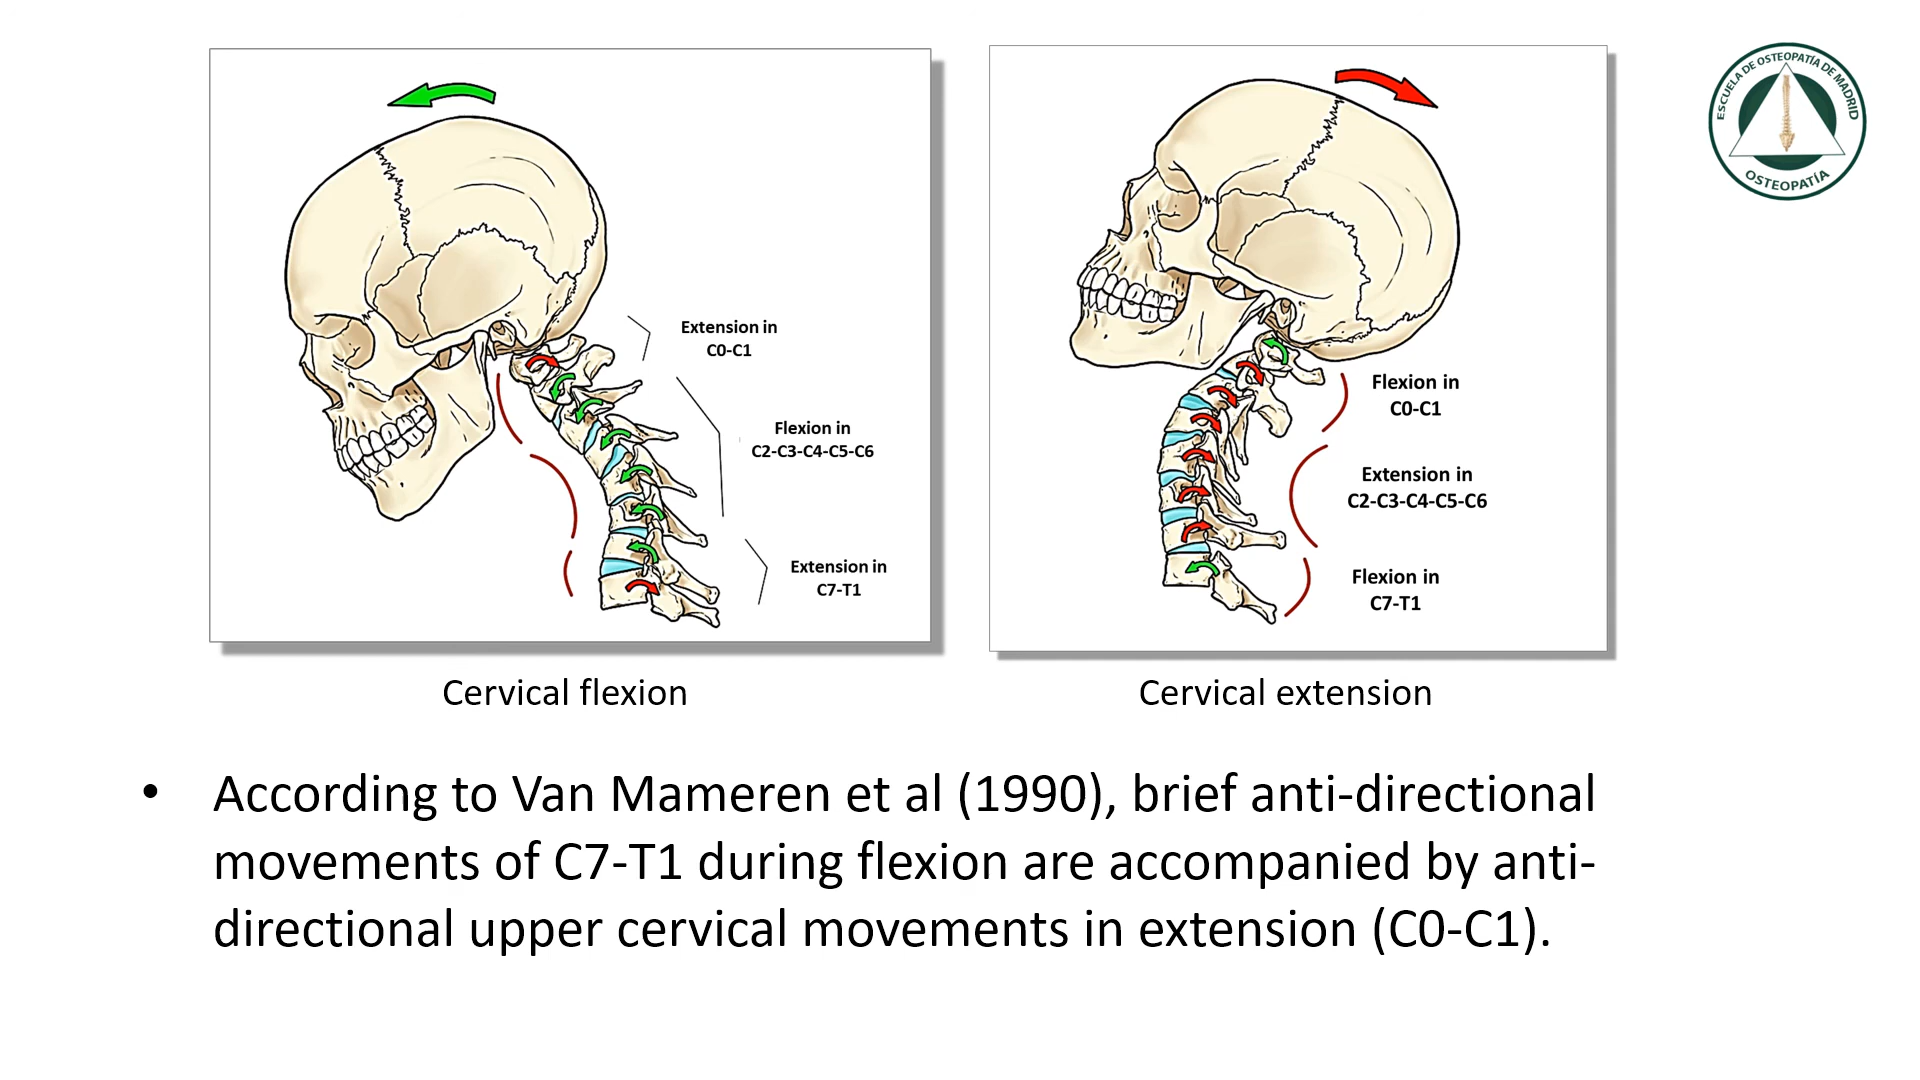 Extension in
C0-C1
Flexion in
C2-C3-C4-C5-C6
Extension in
C7-T1
Cervical flexion
Flexion in
C0-C1
Extension in
C2-C3-C4-C5-C6
Flexion in
C7-T1
Cervical extension
ESCUELA DE OSTEOPATÍA DE MADRID
OSTEOPATÍA
• According to Van Mameren et al (1990), brief anti-directional
movements of C7-T1 during flexion are accompanied by anti-
directional upper cervical movements in extension (C0-C1).